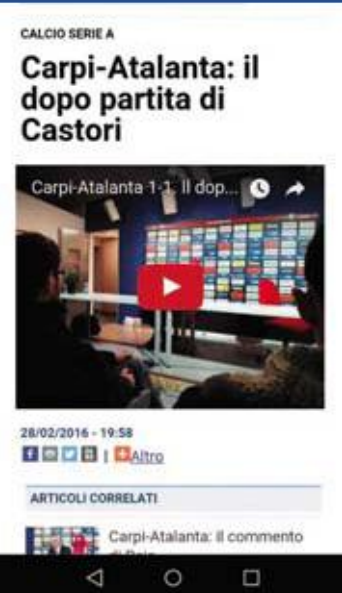 CALCIO SERIE A
Carpi-Atalanta: il
dopo partita di
Castori
Carpi-Atalanta 1-1. Il dop...
28/02/2016 - 19:58
| Altro
ARTICOLI CORRELATI
Carpi-Atalanta: il commento